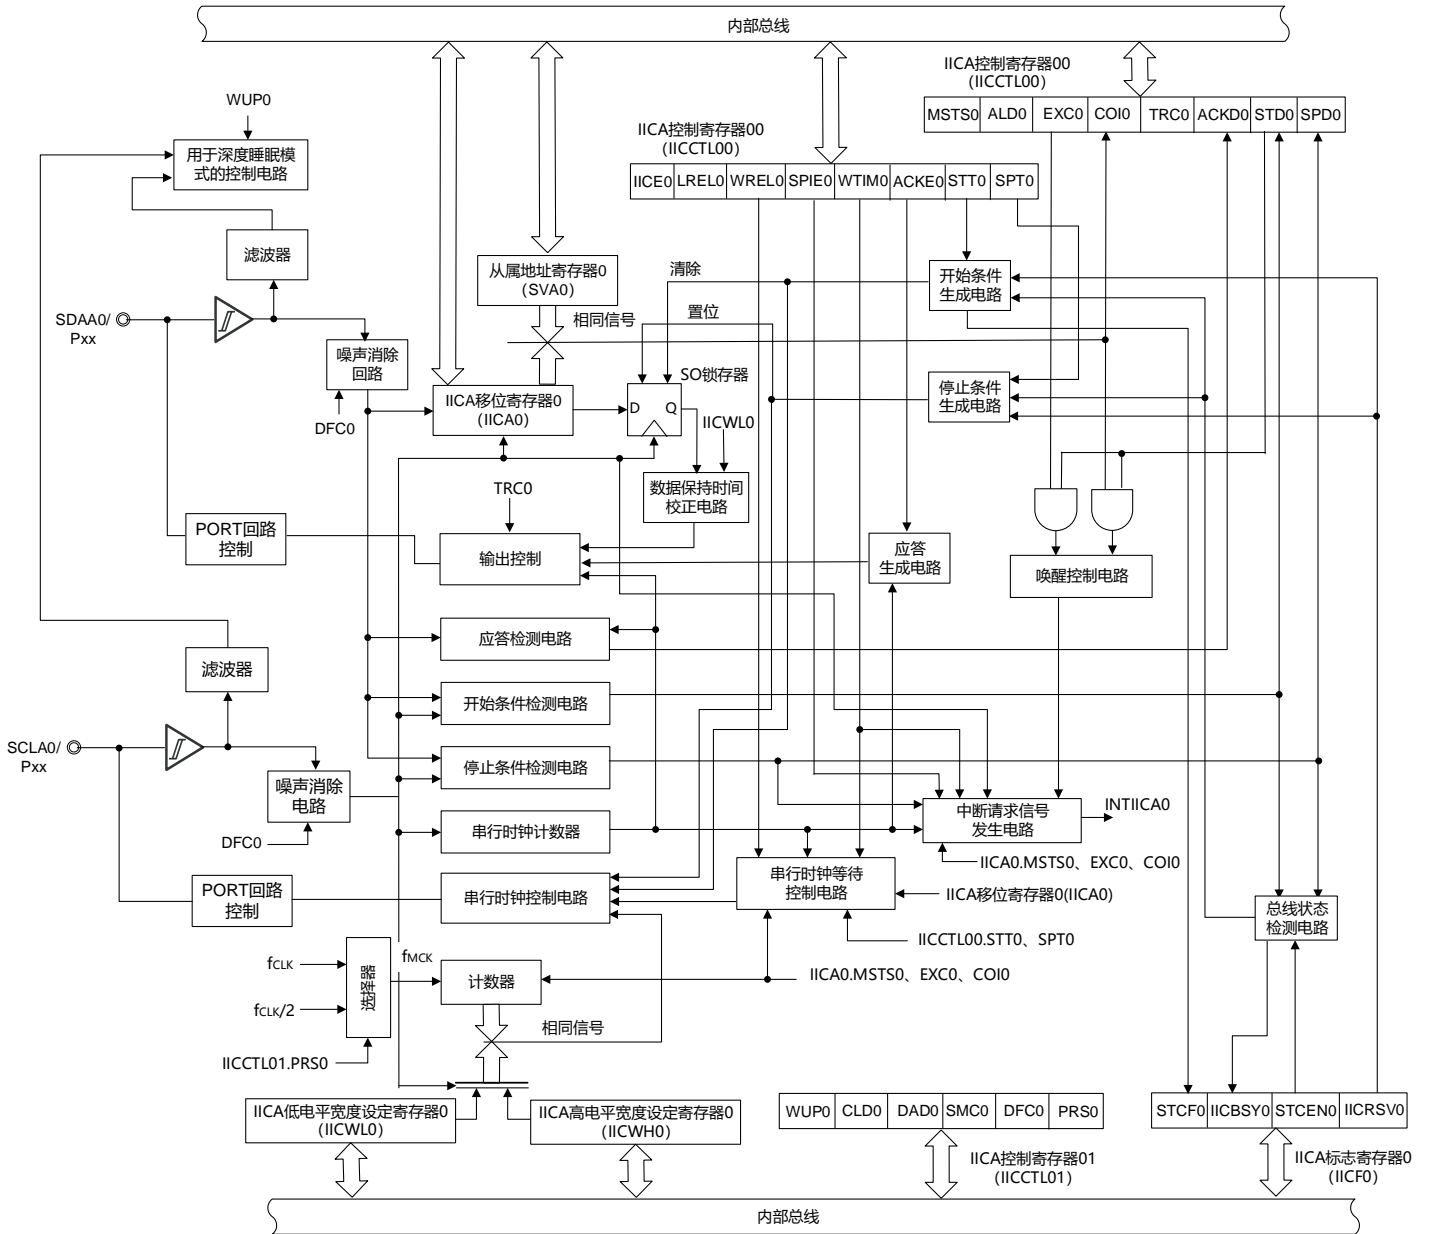 内部总线
IICA控制寄存器00
(IICCTL00)
MSTS0 ALD0 EXC0 COI0 TRC0 ACKD0 STD0 SPD0
IICA控制寄存器00
(IICCTL00)
IICE0 LREL0 WREL0 SPIE0 WTIM0 ACKE0 STT0 SPT0
WUP0
用于深度睡眠模
式的控制电路
滤波器
SDAA0/
Pxx
噪声消除
回路
DFC0
从属地址寄存器0
(SVA0)
相同信号
清除
置位
SO锁存器
D Q
IICA移位寄存器0
(IICA0)
IICWL0
数据保持时间
校正电路
开始条件
生成电路
停止条件
生成电路
TRC0
PORT回路
控制
输出控制
应答
生成电路
唤醒控制电路
应答检测电路
滤波器
开始条件检测电路
SCLA0/
Pxx
停止条件检测电路
噪声消除
电路
DFC0
串行时钟计数器
中断请求信号
发生电路
INTIICA0
IICA0.MSTS0、EXC0、COI0
PORT回路
控制
串行时钟控制电路
串行时钟等待
控制电路
IICA移位寄存器0(IICA0)
IICCTL00.STT0、SPT0
IICA0.MSTS0、EXC0、COI0
总线状态
检测电路
fCLK
fCLK/2
选择器
fMCK
计数器
相同信号
IICCTL01.PRS0
IICA低电平宽度设定寄存器0
(IICWL0)
IICA高电平宽度设定寄存器0
(IICWH0)
WUP0 CLD0 DAD0 SMC0 DFC0 PRS0
IICA控制寄存器01
(IICCTL01)
STCF0 IICBSY0 STCEN0 IICRSV0
IICA标志寄存器0
(IICF0)
内部总线